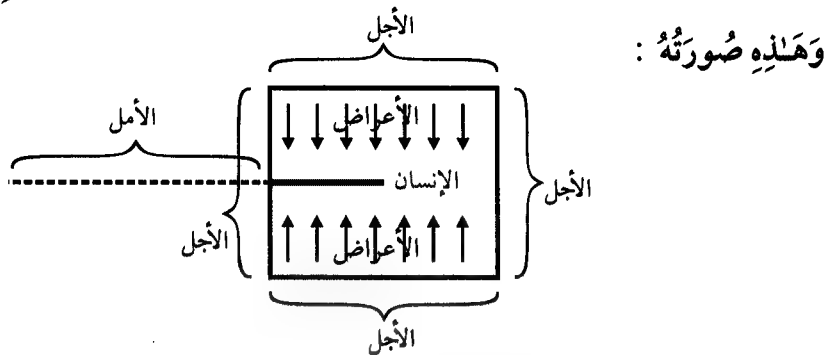 وَهَـٰذِهِ صُورَتُهُ :
الأجل
الأعراض
الأمل
الإنسان
الأجل
الأجل
الأعراض
الأجل